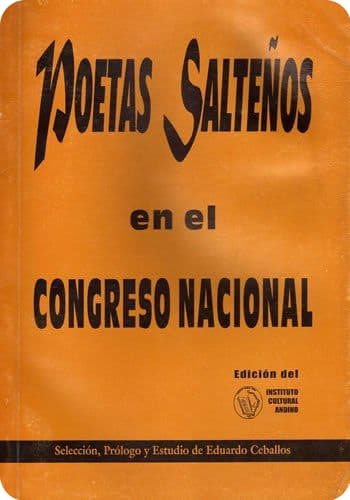 POETAS SALTEÑOS
en el
CONGRESO NACIONAL
Edición del
INSTITUTO
CULTURAL
ANDINO
Selección, Prólogo y Estudio de Eduardo Ceballos